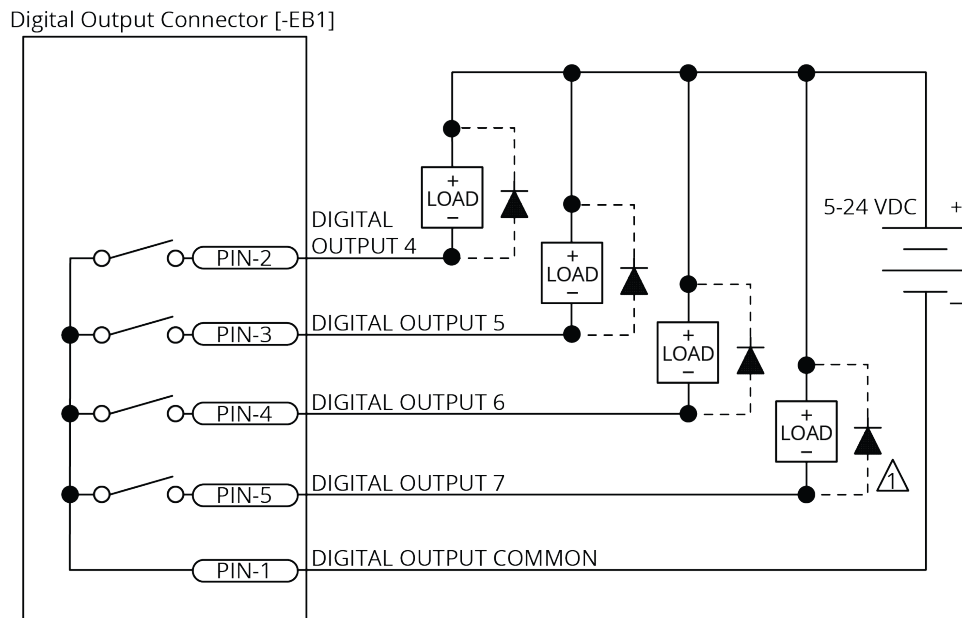 Digital Output Connector [-EB1]
+
LOAD
−
5-24 VDC
+
−
DIGITAL
OUTPUT 4
PIN-2
+
LOAD
−
DIGITAL OUTPUT 5
PIN-3
+
LOAD
−
DIGITAL OUTPUT 6
PIN-4
+
LOAD
−
1
DIGITAL OUTPUT 7
PIN-5
DIGITAL OUTPUT COMMON
PIN-1